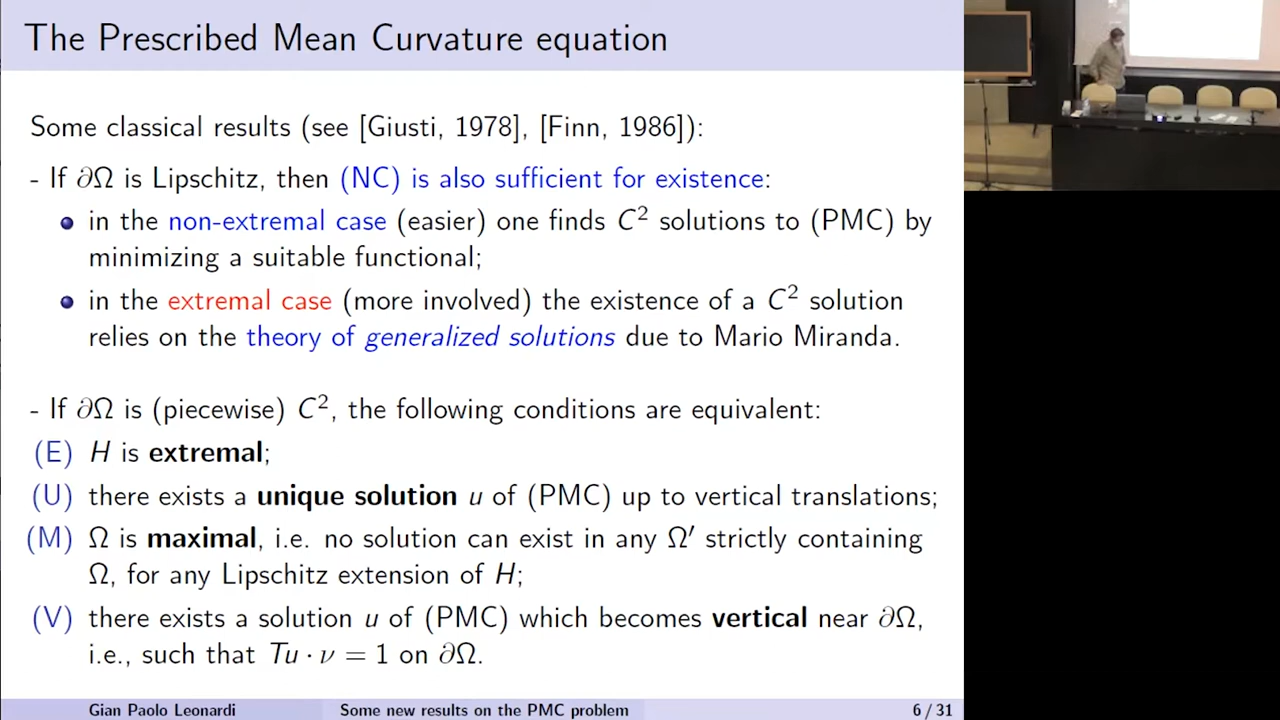 The Prescribed Mean Curvature equation
Some classical results (see [Giusti, 1978], [Finn, 1986]):
- If ∂Ω is Lipschitz, then (NC) is also sufficient for existence:
in the non-extremal case (easier) one finds C² solutions to (PMC) by
minimizing a suitable functional;
in the extremal case (more involved) the existence of a C² solution
relies on the theory of generalized solutions due to Mario Miranda.
- If ∂Ω is (piecewise) C², the following conditions are equivalent:
(E) H is extremal;
(U) there exists a unique solution u of (PMC) up to vertical translations;
(M) Ω is maximal, i.e. no solution can exist in any Ω′ strictly containing
Ω, for any Lipschitz extension of H;
(V) there exists a solution u of (PMC) which becomes vertical near ∂Ω,
i.e., such that Tu · ν = 1 on ∂Ω.
Gian Paolo Leonardi Some new results on the PMC problem 6 / 31